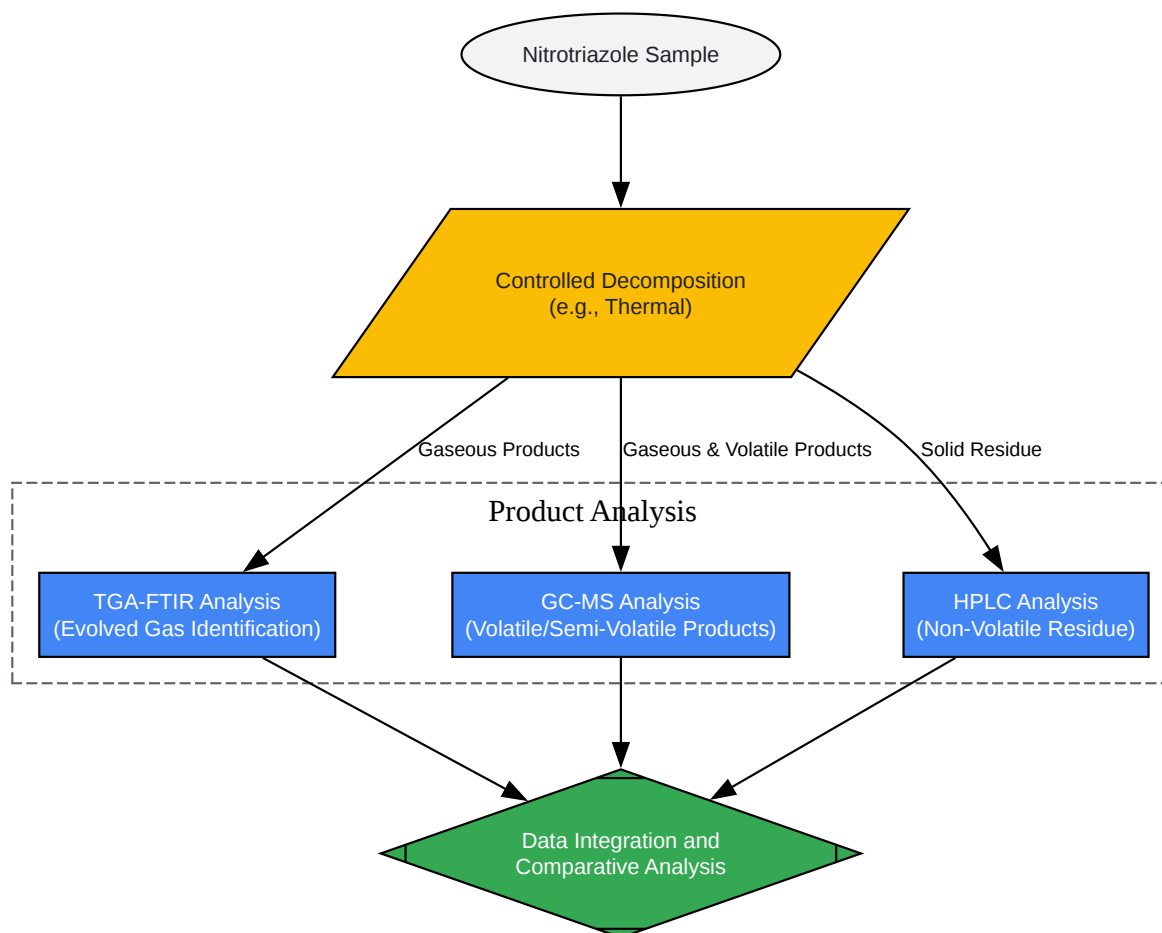 Nitrotriazole Sample
Controlled Decomposition
(e.g., Thermal)
Gaseous Products
Gaseous & Volatile Products
Solid Residue
Product Analysis
TGA-FTIR Analysis
(Evolved Gas Identification)
GC-MS Analysis
(Volatile/Semi-Volatile Products)
HPLC Analysis
(Non-Volatile Residue)
Data Integration and
Comparative Analysis